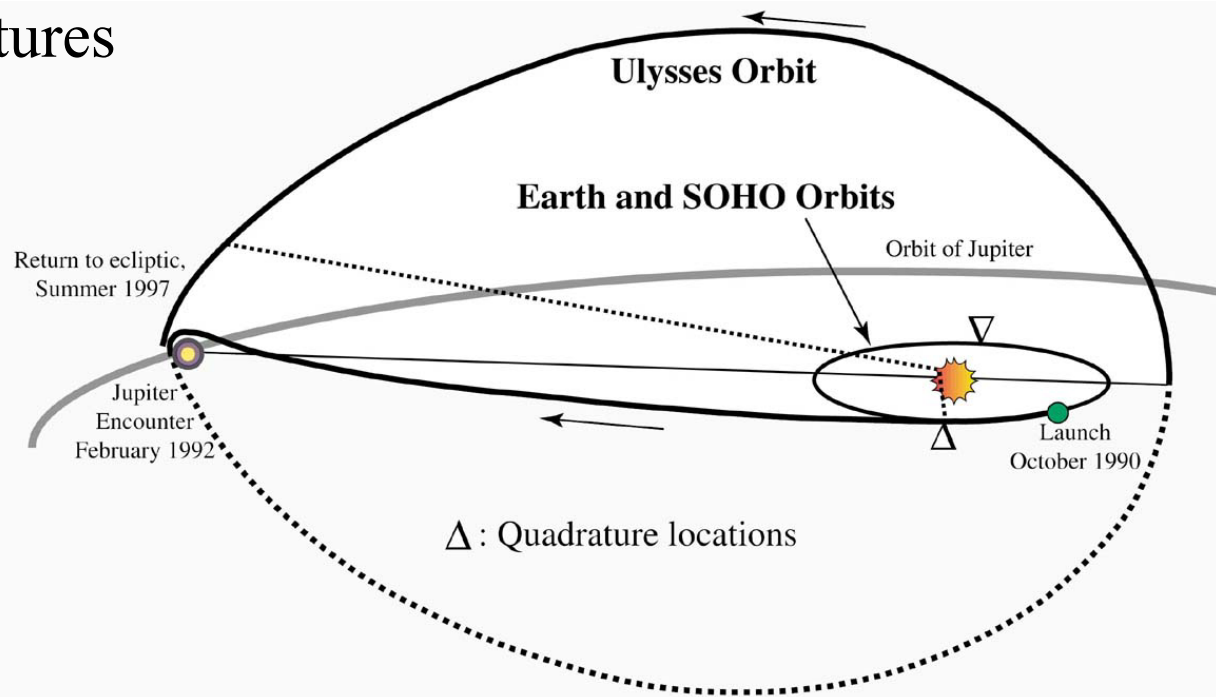 tures
Ulysses Orbit
Earth and SOHO Orbits
Orbit of Jupiter
Return to ecliptic,
Summer 1997
Jupiter
Encounter
February 1992
Launch
October 1990
Δ : Quadrature locations